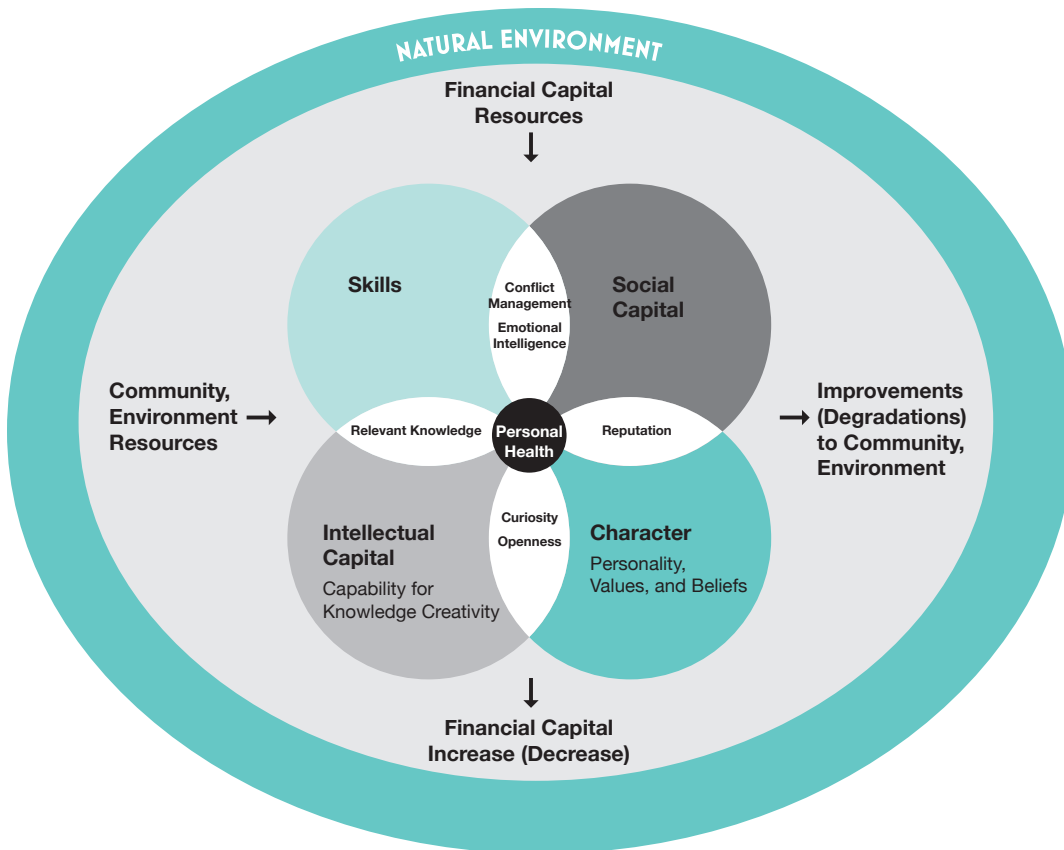 NATURAL ENVIRONMENT
Financial Capital
Resources
Skills
Conflict
Management
Emotional
Intelligence
Social
Capital
Community,
Environment
Resources
Relevant Knowledge
Personal
Health
Reputation
Improvements
(Degradations)
to Community,
Environment
Intellectual
Capital
Capability for
Knowledge Creativity
Curiosity
Openness
Character
Personality,
Values, and Beliefs
Financial Capital
Increase (Decrease)